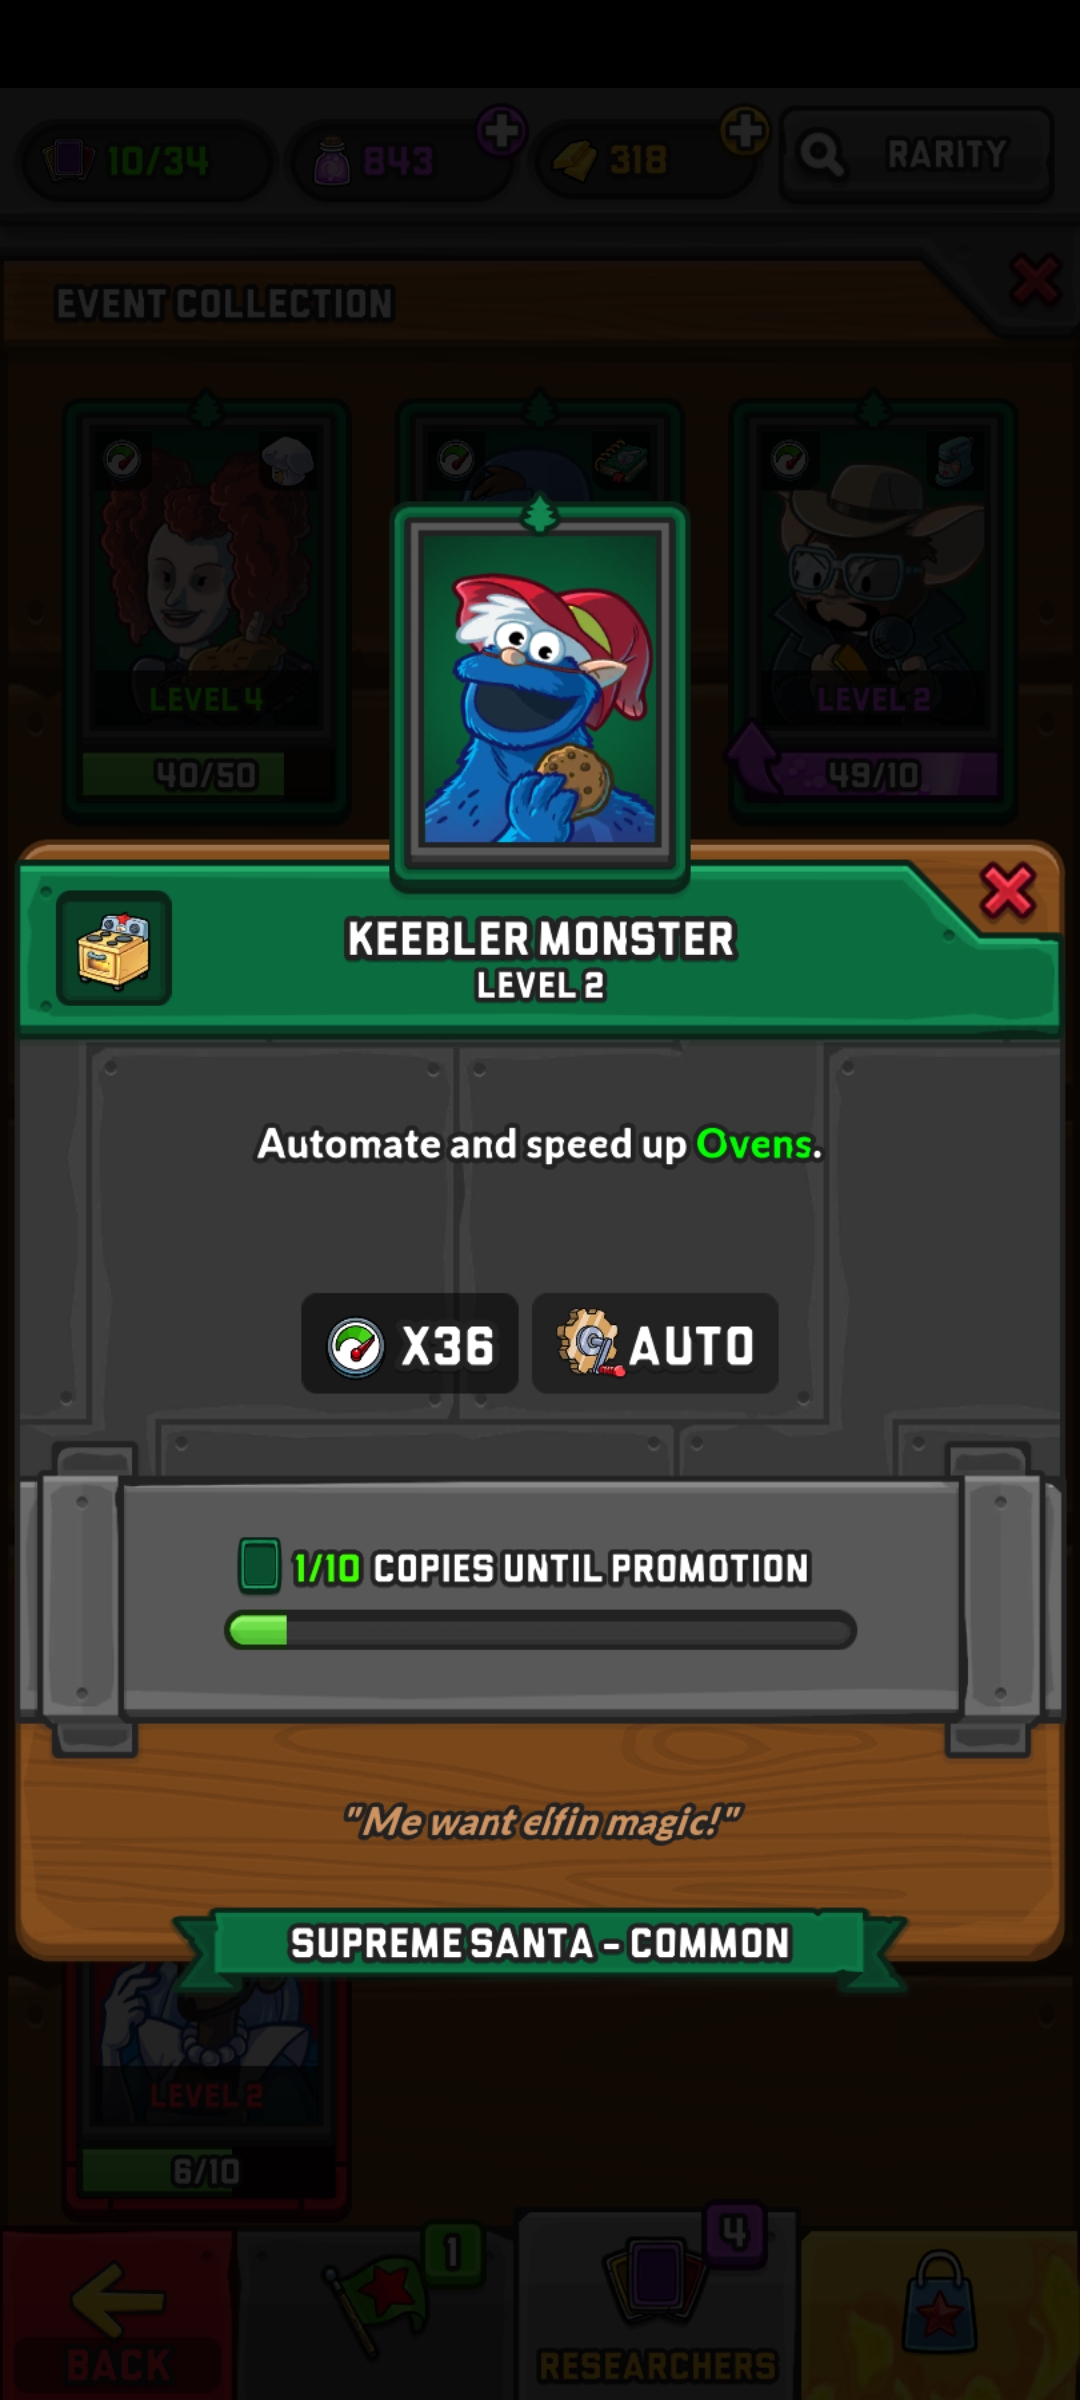 10/34
843
318
RARITY
EVENT COLLECTION
LEVEL 4
LEVEL 2
40/50
49/10
KEEBLER MONSTER
LEVEL 2
Automate and speed up Ovens.
X36
AUTO
1/10 COPIES UNTIL PROMOTION
"Me want elfin magic!"
SUPREME SANTA - COMMON
LEVEL 2
6/10
1
4
BACK
RESEARCHERS